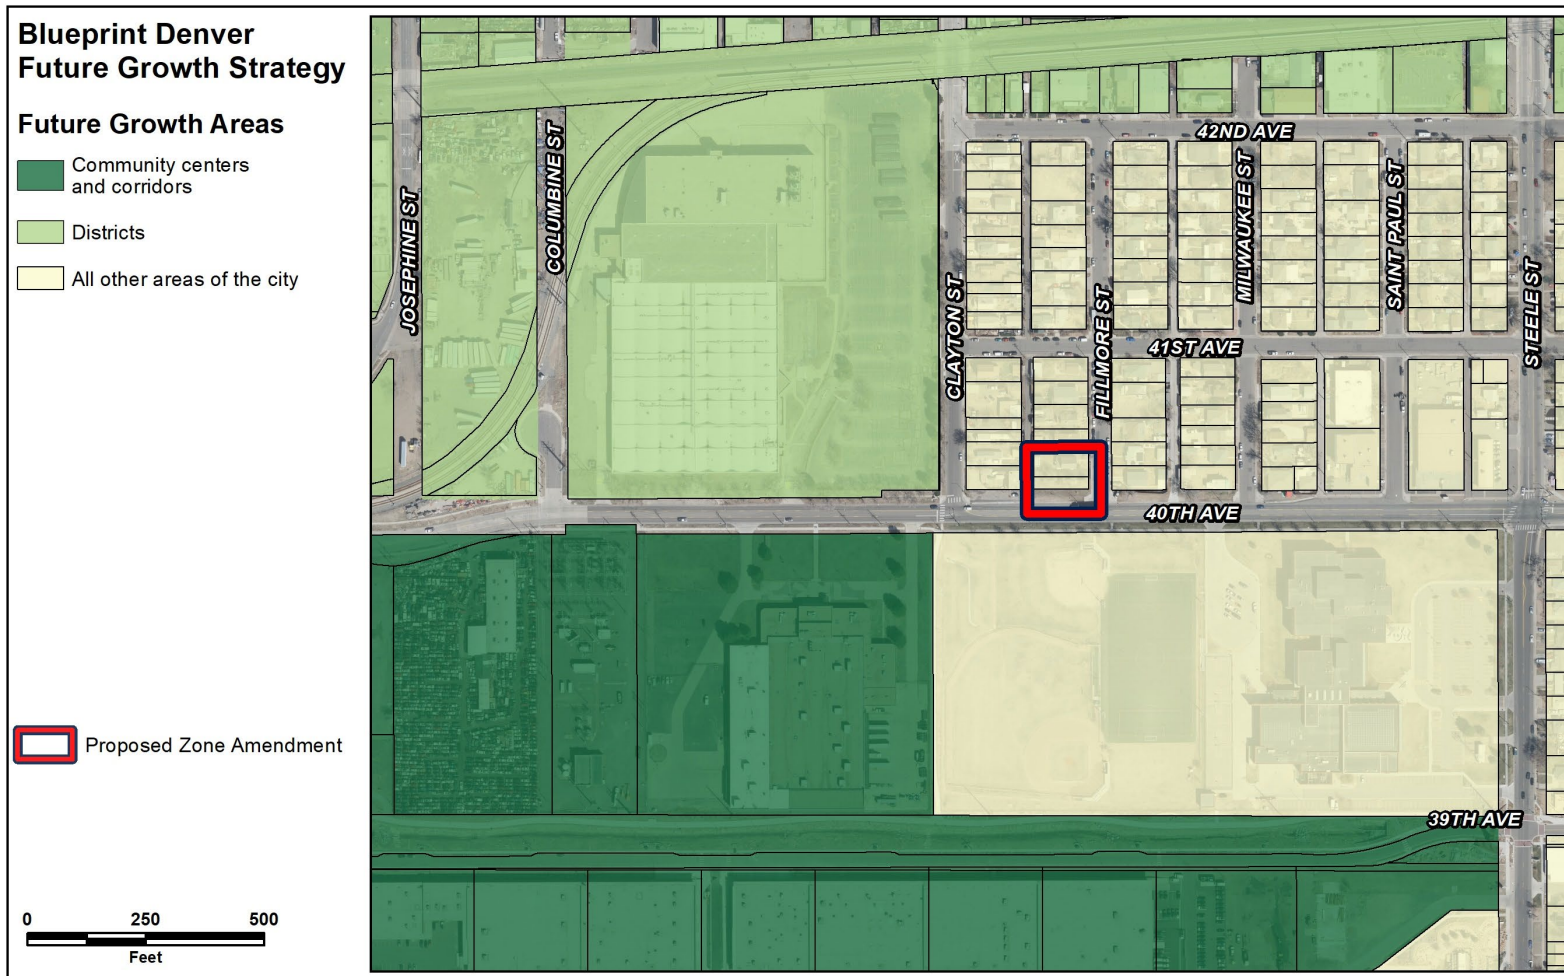 Blueprint Denver
Future Growth Strategy
Future Growth Areas
Community centers
and corridors
Districts
All other areas of the city
Proposed Zone Amendment
0 250 500
Feet
JOSEPHINE ST
COLUMBINE ST
CLAYTON ST
FILLMORE ST
MILWAUKEE ST
SAINT PAUL ST
STEELE ST
42ND AVE
41ST AVE
40TH AVE
39TH AVE